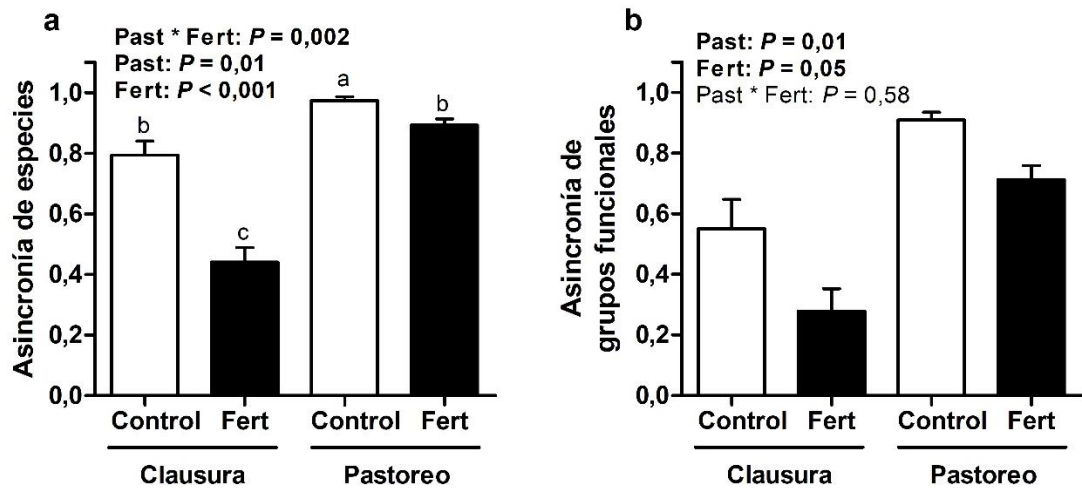 a
Past * Fert: P = 0,002
Past: P = 0,01
Fert: P < 0,001
Asincronía de especies
1,0
0,8
0,6
0,4
0,2
0,0
b
c
a
b
Control Fert Control Fert
Clausura Pastoreo
b
Past: P = 0,01
Fert: P = 0,05
Past * Fert: P = 0,58
Asincronía de
grupos funcionales
1,0
0,8
0,6
0,4
0,2
0,0
Control Fert Control Fert
Clausura Pastoreo